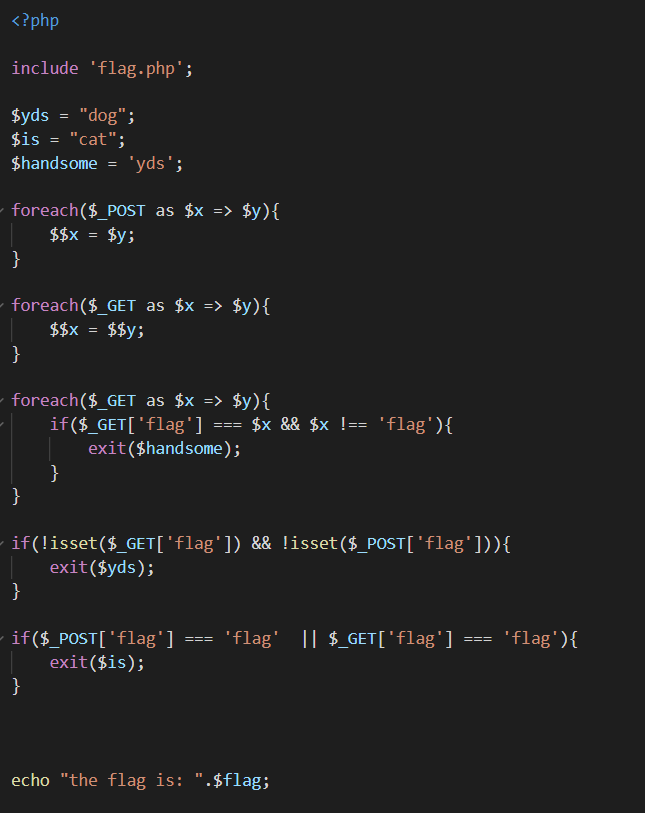 <?php
include 'flag.php';
$yds = "dog";
$is = "cat";
$handsome = 'yds';
foreach($_POST as $x => $y){
$$x = $y;
}
foreach($_GET as $x => $y){
$$x = $$y;
}
foreach($_GET as $x => $y){
if($_GET['flag'] === $x && $x !== 'flag'){
exit($handsome);
}
}
if(!isset($_GET['flag']) && !isset($_POST['flag'])){
exit($yds);
}
if($_POST['flag'] === 'flag'  || $_GET['flag'] === 'flag'){
exit($is);
}
echo "the flag is: ".$flag;